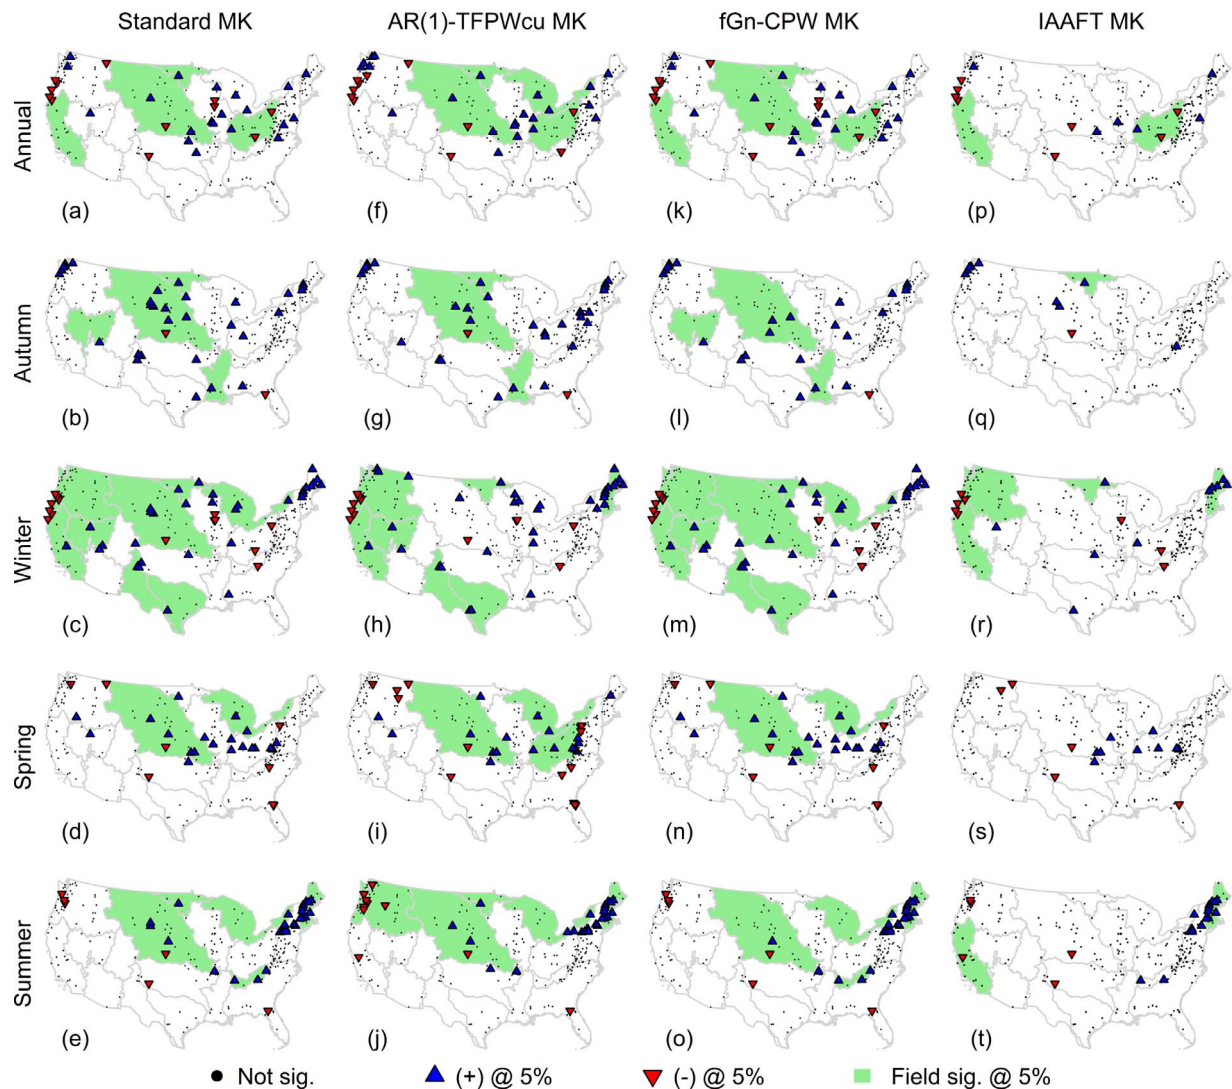 Standard MK AR(1)-TFPWcu MK fGn-CPW MK IAAFT MK
Annual
(a) (f) (k) (p)
Autumn
(b) (g) (l) (q)
Winter
(c) (h) (m) (r)
Spring
(d) (i) (n) (s)
Summer
(e) (j) (o) (t)
Not sig. (+) @ 5% (-) @ 5% Field sig. @ 5%